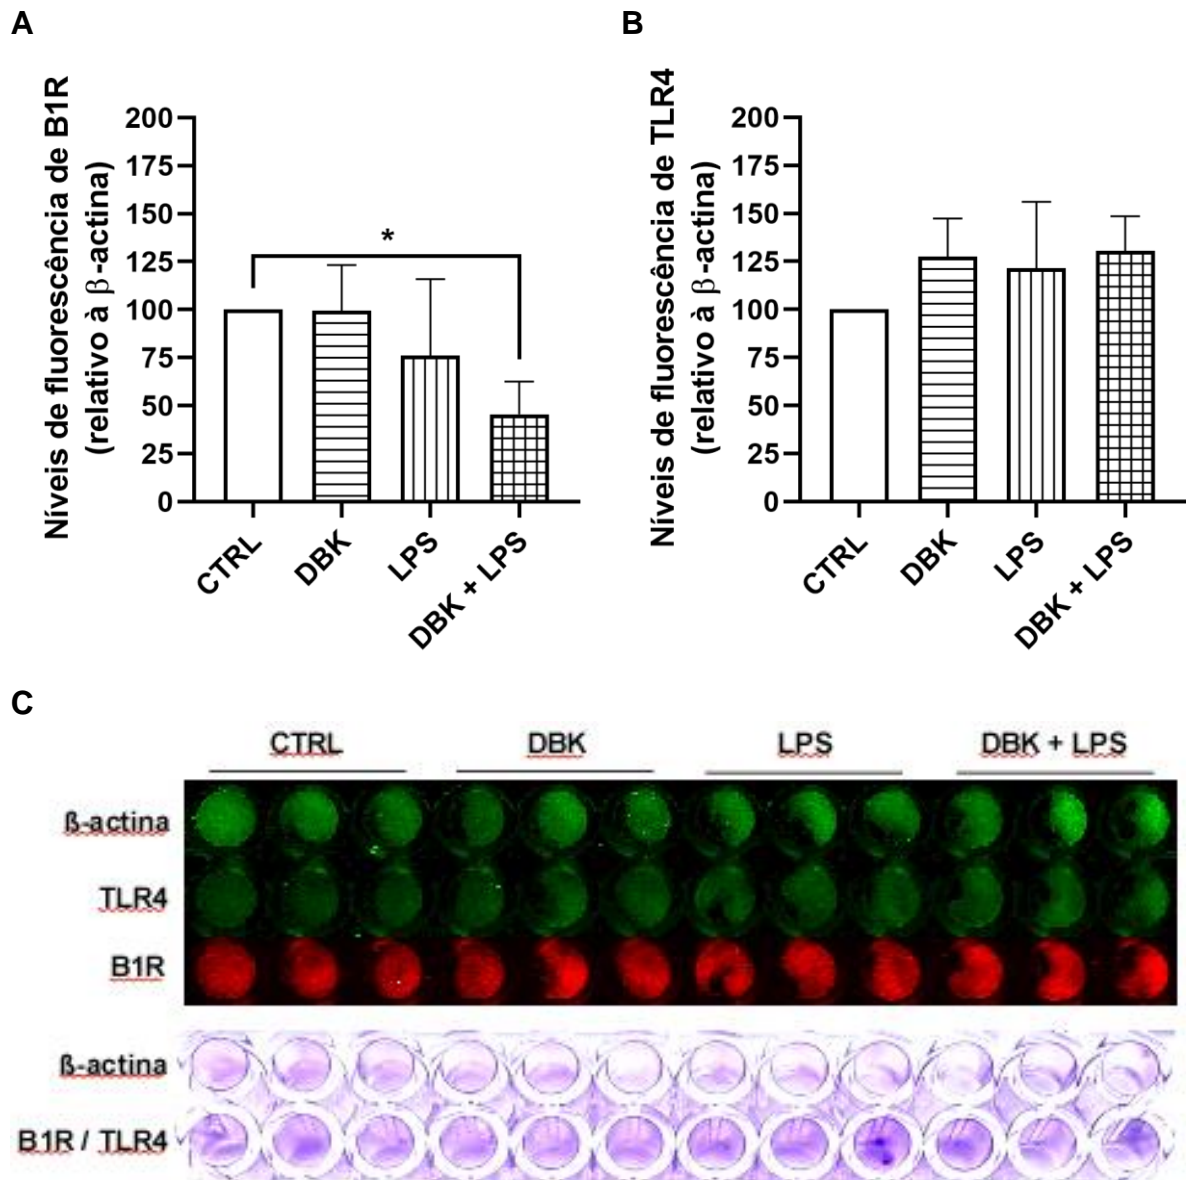 A
B
Níveis de fluorescência de B1R
(relativo à β-actina)
200
175
150
125
100
75
50
25
0
*
CTRL
DBK
LPS
DBK + LPS
Níveis de fluorescência de TLR4
(relativo à β-actina)
200
175
150
125
100
75
50
25
0
CTRL
DBK
LPS
DBK + LPS
C
CTRL DBK LPS DBK + LPS
ß-actina
TLR4
B1R
ß-actina
B1R / TLR4